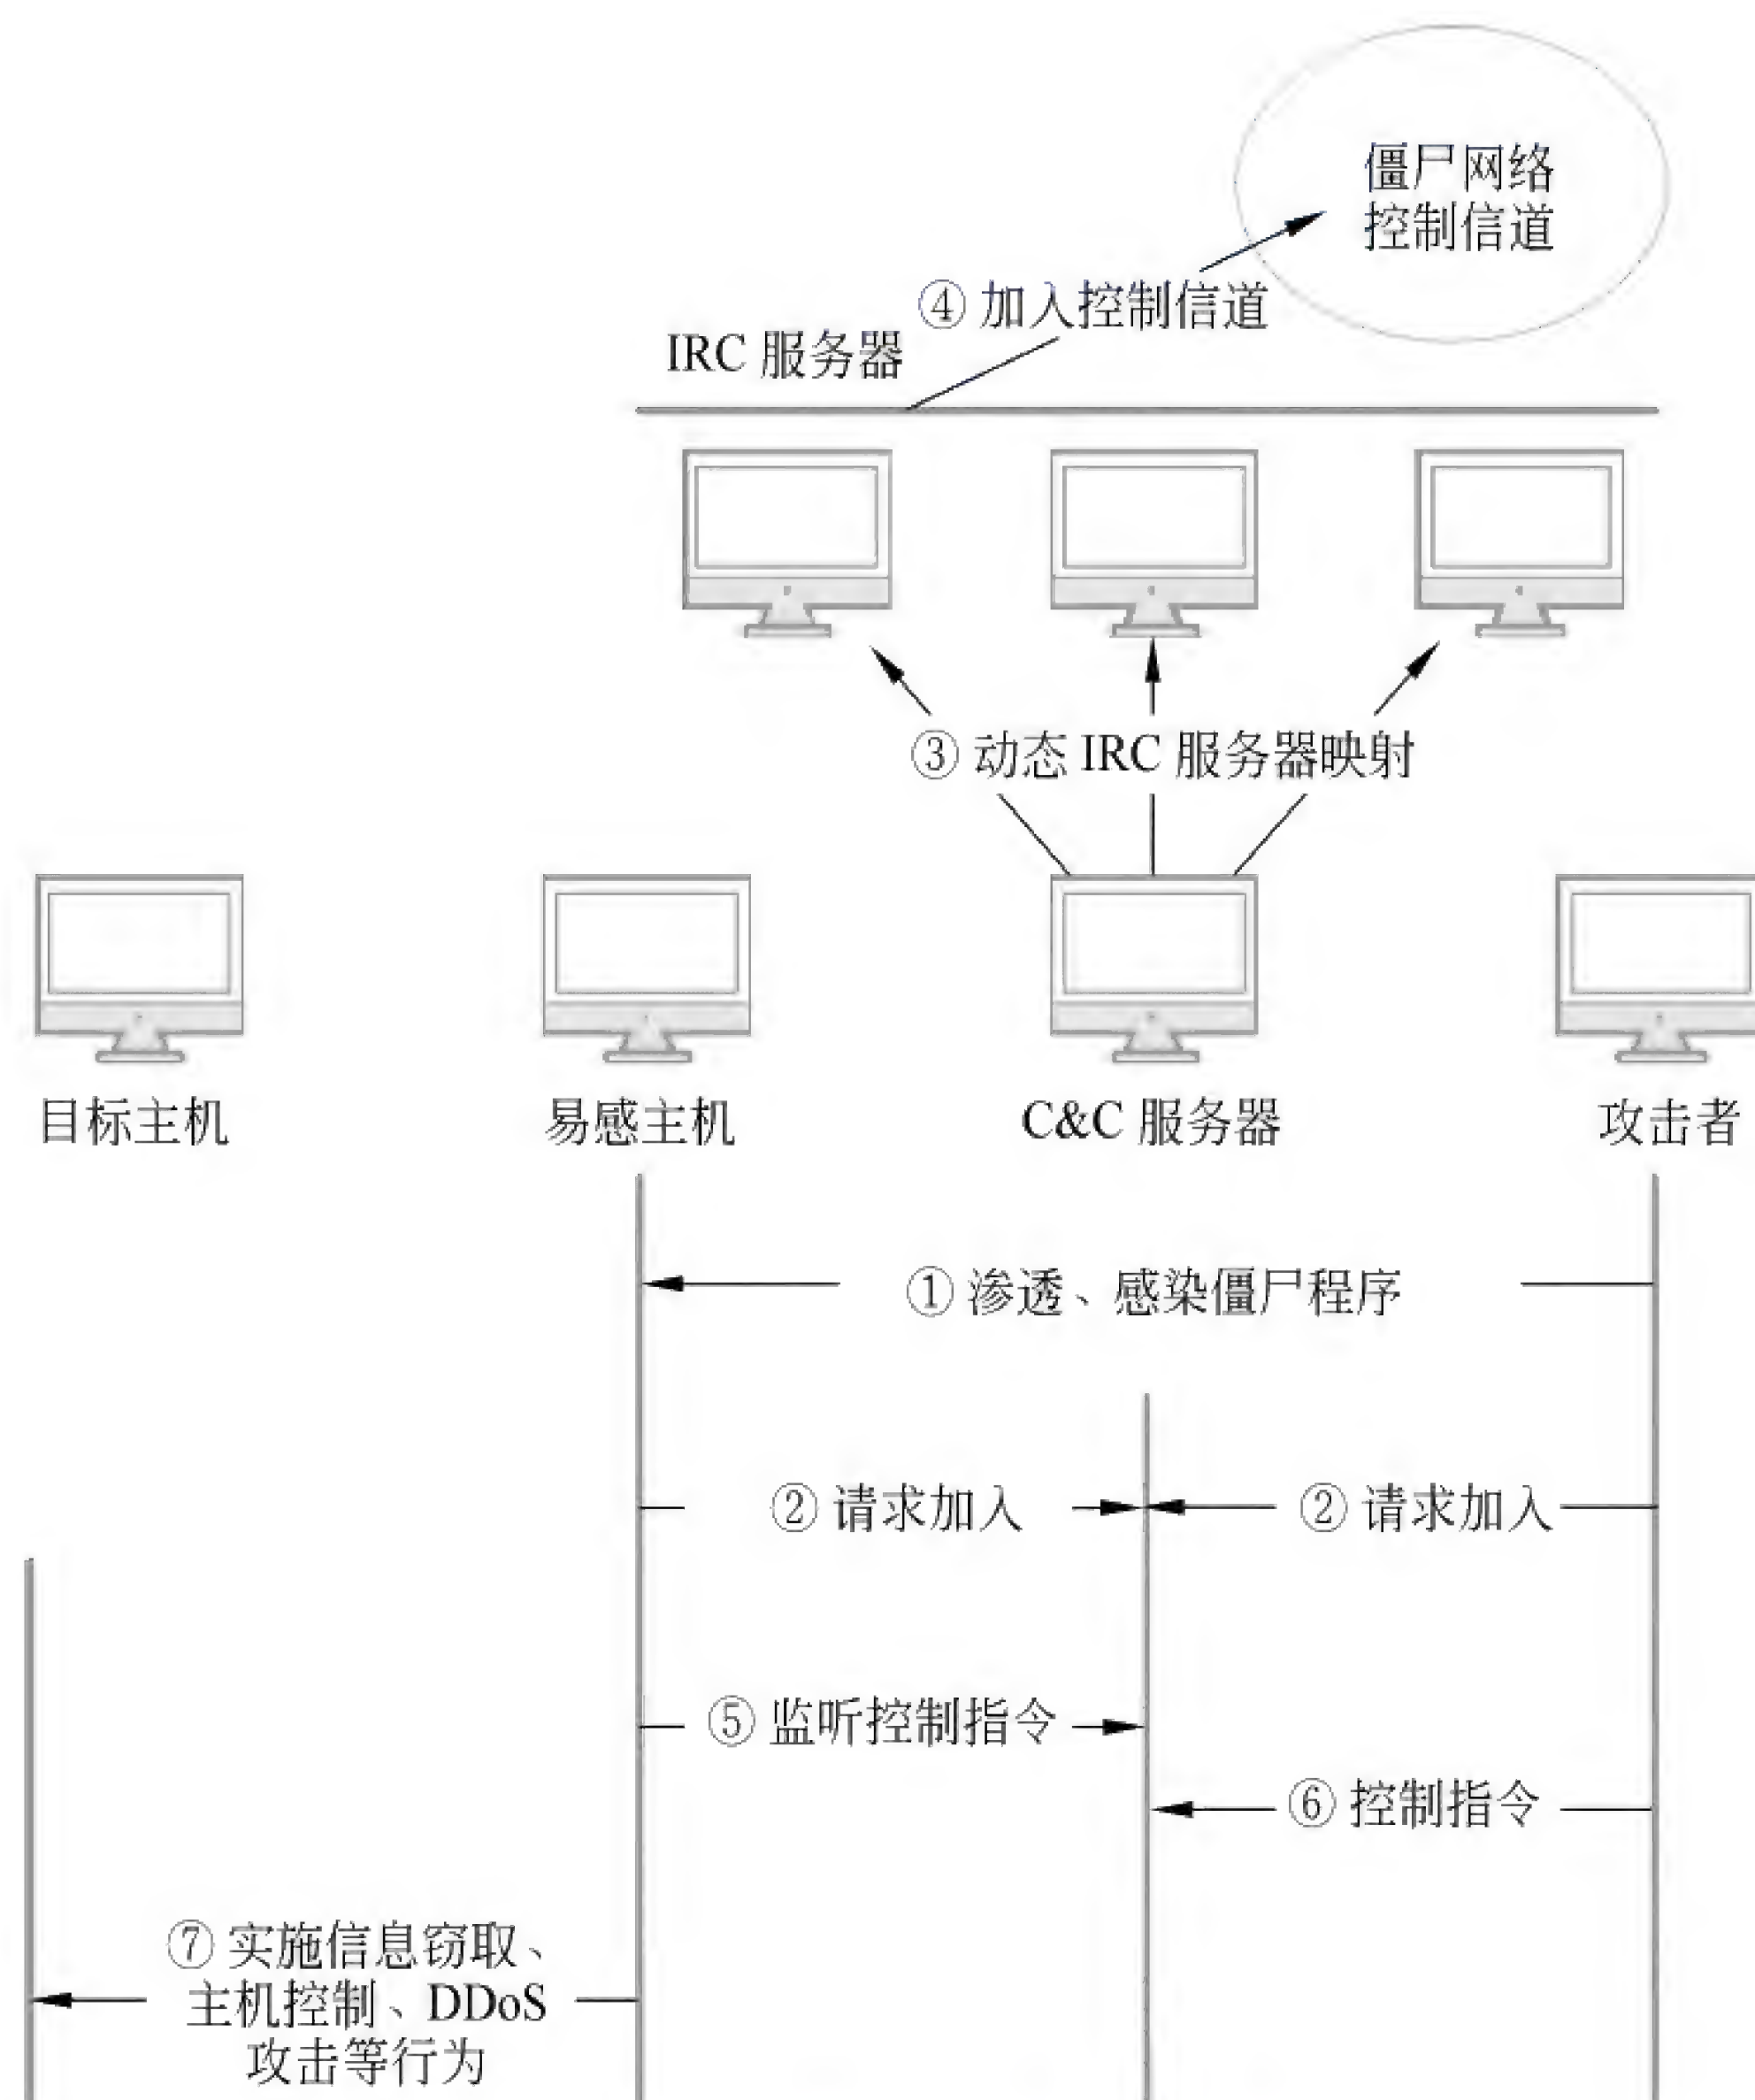 僵尸网络
控制信道
④ 加入控制信道
IRC 服务器
③ 动态 IRC 服务器映射
目标主机
易感主机
C&C 服务器
攻击者
① 渗透、感染僵尸程序
② 请求加入
② 请求加入
⑤ 监听控制指令
⑥ 控制指令
⑦ 实施信息窃取、
主机控制、DDoS
攻击等行为